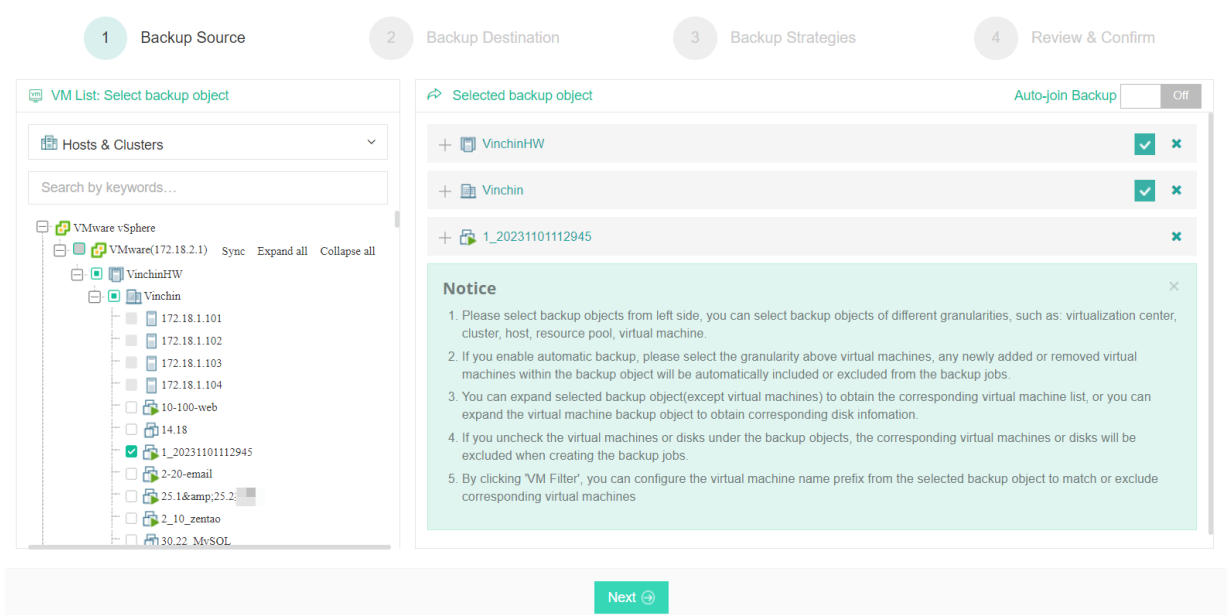 1 Backup Source 2 Backup Destination 3 Backup Strategies 4 Review & Confirm
VM List: Select backup object
Hosts & Clusters
Search by keywords...
VMware vSphere
VMware(172.18.2.1) Sync Expand all Collapse all
VinchinHW
Vinchin
172.18.1.101
172.18.1.102
172.18.1.103
172.18.1.104
10-100-web
14.18
1_20231101112945
2-20-email
25.1&amp;25.2
2_10_zentao
30.22_MySQL
Selected backup object Auto-join Backup Off
VinchinHW
Vinchin
1_20231101112945
Notice
1. Please select backup objects from left side, you can select backup objects of different granularities, such as: virtualization center,
cluster, host, resource pool, virtual machine.
2. If you enable automatic backup, please select the granularity above virtual machines, any newly added or removed virtual
machines within the backup object will be automatically included or excluded from the backup jobs.
3. You can expand selected backup object(except virtual machines) to obtain the corresponding virtual machine list, or you can
expand the virtual machine backup object to obtain corresponding disk infomation.
4. If you uncheck the virtual machines or disks under the backup objects, the corresponding virtual machines or disks will be
excluded when creating the backup jobs.
5. By clicking 'VM Filter', you can configure the virtual machine name prefix from the selected backup object to match or exclude
corresponding virtual machines
Next